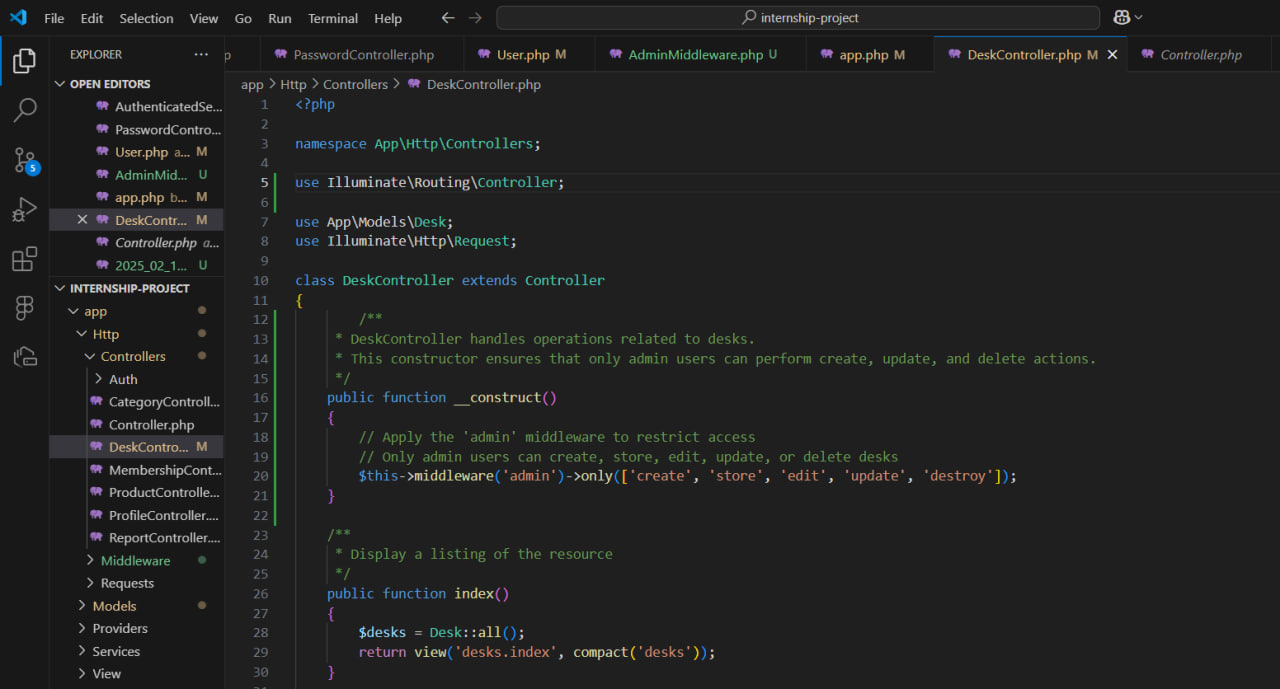 File Edit Selection View Go Run Terminal Help
internship-project
EXPLORER ···
p PasswordController.php User.php M AdminMiddleware.php U app.php M DeskController.php M Controller.php
app > Http > Controllers > DeskController.php
OPEN EDITORS
AuthenticatedSe...
PasswordContro...
User.php a... M
AdminMid... U
app.php b... M
DeskContr... M
Controller.php a...
2025_02_1... U
INTERNSHIP-PROJECT
app
Http
Controllers
Auth
CategoryControll...
Controller.php
DeskContro... M
MembershipCont...
ProductControlle...
ProfileController....
ReportController....
Middleware
Requests
Models
Providers
Services
View
5
1 <?php
2
3 namespace App\Http\Controllers;
4
5 use Illuminate\Routing\Controller;
6
7 use App\Models\Desk;
8 use Illuminate\Http\Request;
9
10 class DeskController extends Controller
11 {
12 /**
13 * DeskController handles operations related to desks.
14 * This constructor ensures that only admin users can perform create, update, and delete actions.
15 */
16 public function __construct()
17 {
18 // Apply the 'admin' middleware to restrict access
19 // Only admin users can create, store, edit, update, or delete desks
20 $this->middleware('admin')->only(['create', 'store', 'edit', 'update', 'destroy']);
21 }
22
23 /**
24 * Display a listing of the resource
25 */
26 public function index()
27 {
28 $desks = Desk::all();
29 return view('desks.index', compact('desks'));
30 }